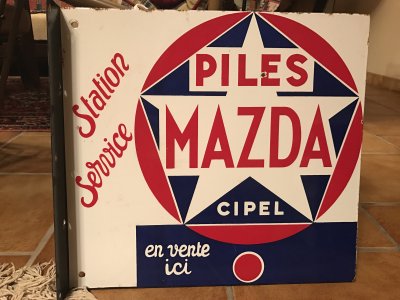 Station
Service
PILES
MAZDA
CIPEL
en vente
ici